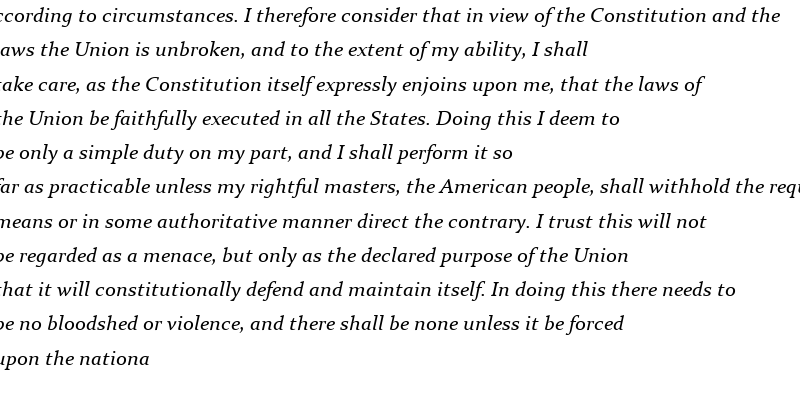 ccording to circumstances. I therefore consider that in view of the Constitution and the
laws the Union is unbroken, and to the extent of my ability, I shall
take care, as the Constitution itself expressly enjoins upon me, that the laws of
the Union be faithfully executed in all the States. Doing this I deem to
be only a simple duty on my part, and I shall perform it so
far as practicable unless my rightful masters, the American people, shall withhold the requ
means or in some authoritative manner direct the contrary. I trust this will not
be regarded as a menace, but only as the declared purpose of the Union
that it will constitutionally defend and maintain itself. In doing this there needs to
be no bloodshed or violence, and there shall be none unless it be forced
upon the nationa